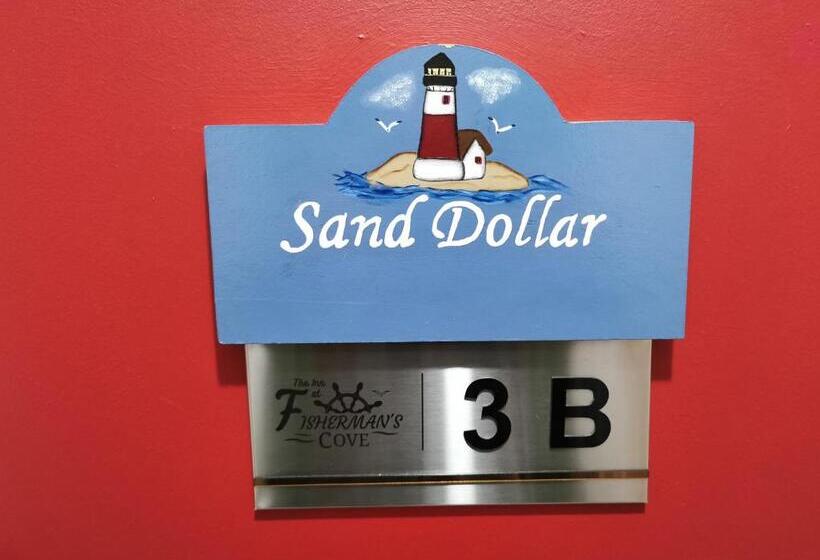 Sand Dollar
The Inn
at
FISHERMAN'S
COVE
3 B